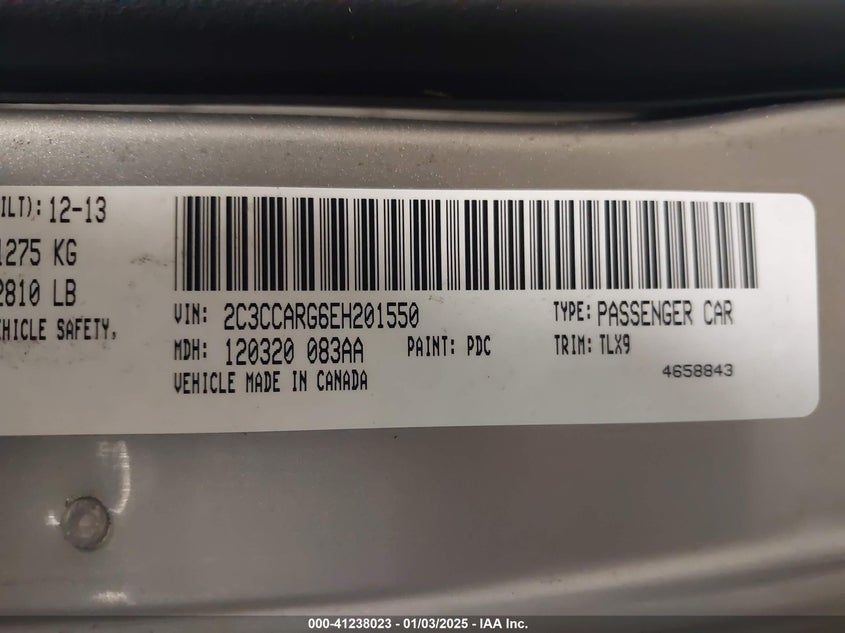 ILT): 12-13
1275 KG
2810 LB
EHICLE SAFETY,
VIN: 2C3CCARG6EH201550
TYPE: PASSENGER CAR
MDH: 120320 083AA
PAINT: PDC
TRIM: TLX9
VEHICLE MADE IN CANADA
4658843
000-41238023 - 01/03/2025 - IAA Inc.